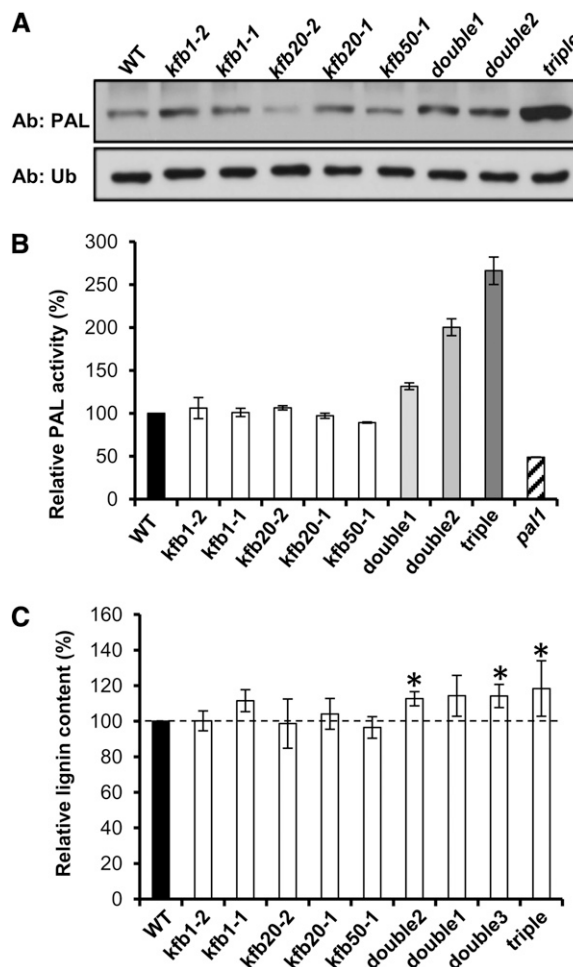 A
WT kfb1-2 kfb1-1 kfb20-2 kfb20-1 kfb50-1 double1 double2 triple
Ab: PAL
Ab: Ub
B
Relative PAL activity (%)
300
250
200
150
100
50
0
WT kfb1-2 kfb1-1 kfb20-2 kfb20-1 kfb50-1 double1 double2 triple pal1
C
Relative lignin content (%)
160
140
120
100
80
60
40
20
0
* * *
WT kfb1-2 kfb1-1 kfb20-2 kfb20-1 kfb50-1 double2 double1 double3 triple